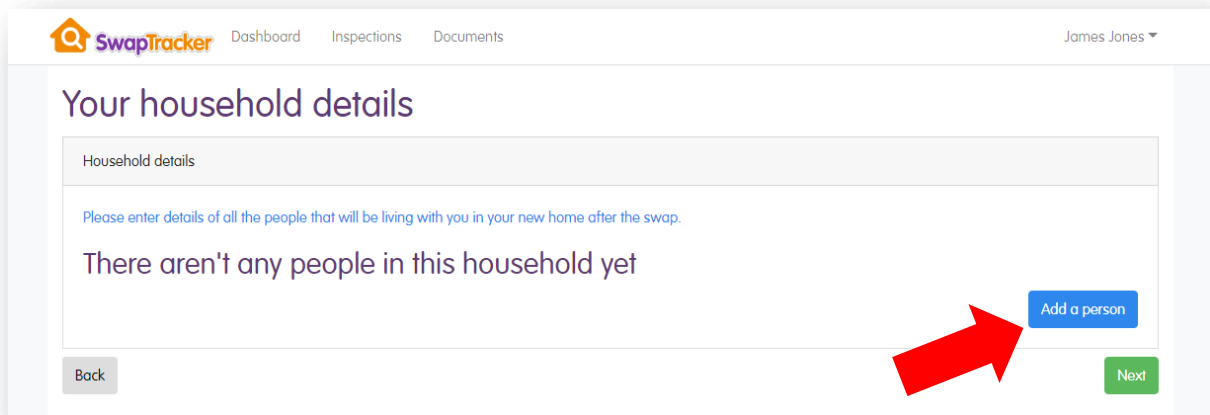 SwapTracker Dashboard Inspections Documents James Jones
Your household details
Household details
Please enter details of all the people that will be living with you in your new home after the swap.
There aren't any people in this household yet
Add a person
Back Next